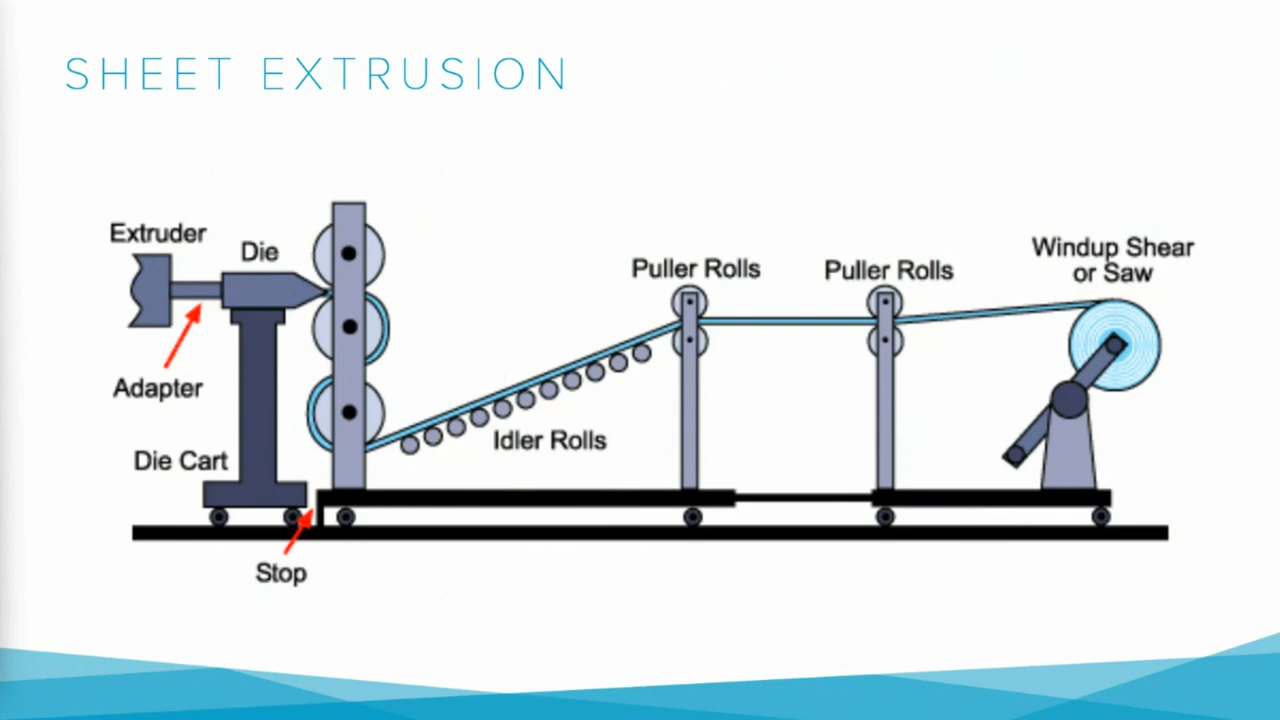 SHEET EXTRUSION
Extruder
Die
Adapter
Die Cart
Stop
Idler Rolls
Puller Rolls
Puller Rolls
Windup Shear
or Saw